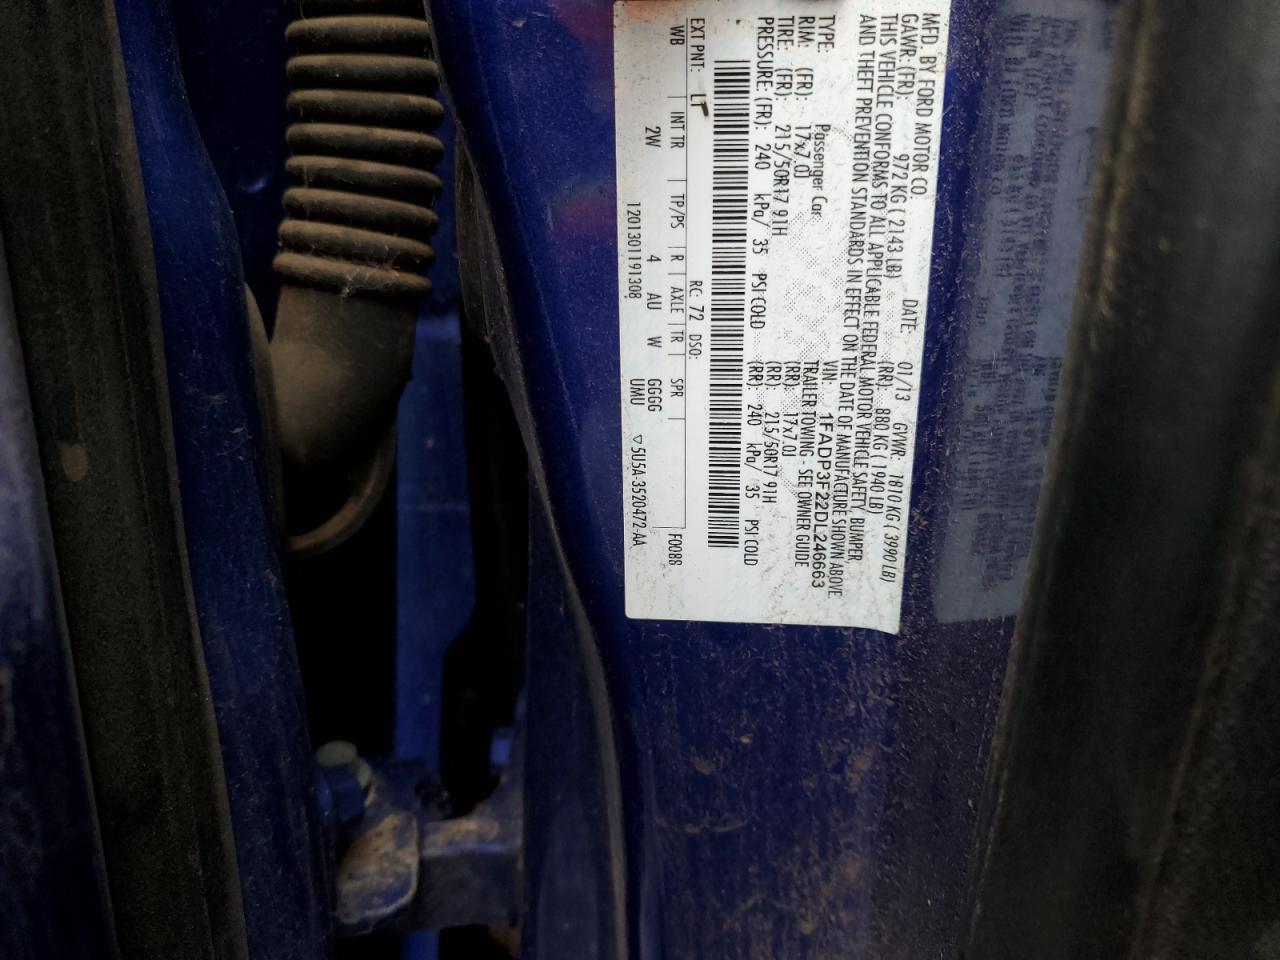 MFD. BY FORD MOTOR CO.
DATE: 01/13 GVWR: 1810 KG ( 3990 LB)
GAWR: (FR): 972 KG ( 2143 LB) (RR): 880 KG ( 1940 LB)
THIS VEHICLE CONFORMS TO ALL APPLICABLE FEDERAL MOTOR VEHICLE SAFETY, BUMPER
AND THEFT PREVENTION STANDARDS IN EFFECT ON THE DATE OF MANUFACTURE SHOWN ABOVE.
VIN: 1FADP3F22DL246663
TYPE: Passenger Car TRAILER TOWING - SEE OWNER GUIDE
RIM: (FR): 17x7.0J (RR): 17x7.0J
TIRE: (FR): 215/50R17 91H (RR): 215/50R17 91H
PRESSURE: (FR): 240 kPa/ 35 PSI COLD (RR): 240 kPa/ 35 PSI COLD
EXT PNT: LT RC: 72 DSO: F0088
WB INT TR TP/PS R AXLE TR SPR
2W 4 AU W GGGG
1201301191308 UMU 5U5A-3520472-AA